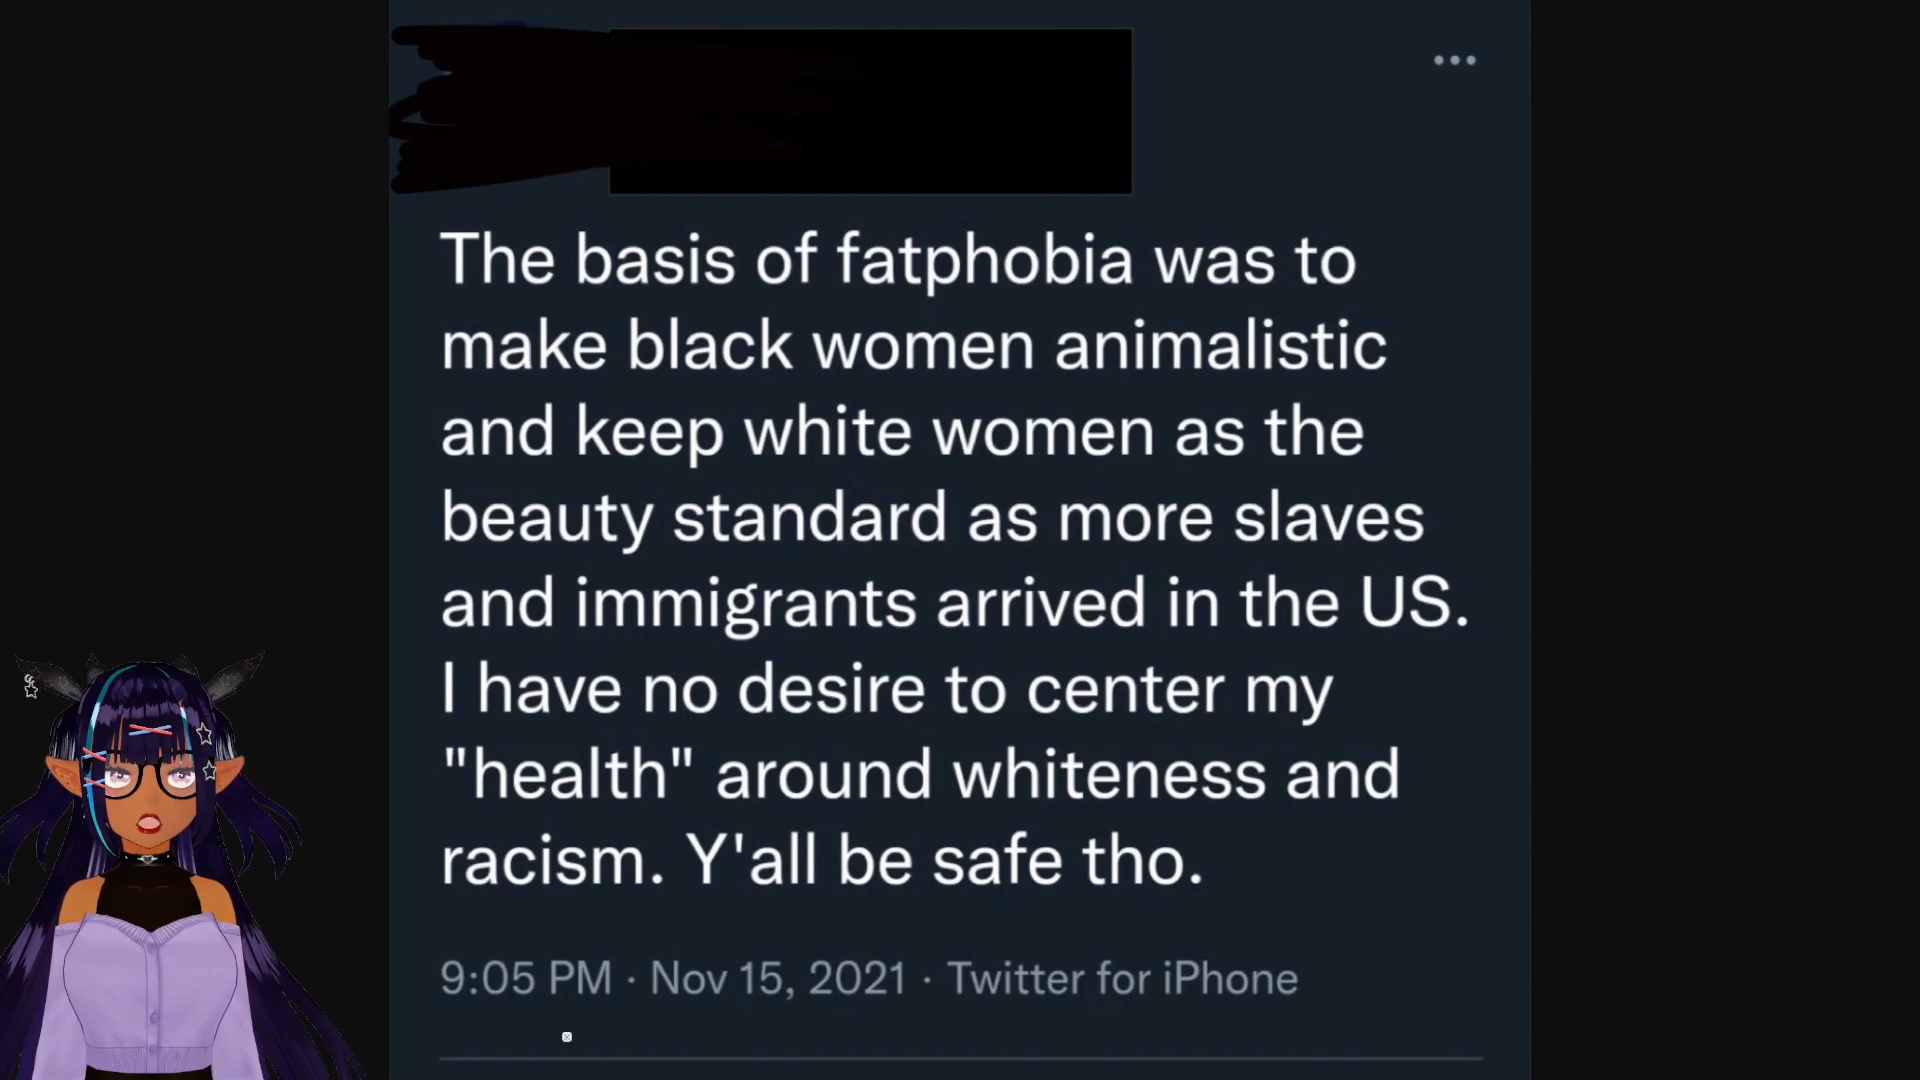 The basis of fatphobia was to
make black women animalistic
and keep white women as the
beauty standard as more slaves
and immigrants arrived in the US.
I have no desire to center my
"health" around whiteness and
racism. Y'all be safe tho.
9:05 PM · Nov 15, 2021 · Twitter for iPhone